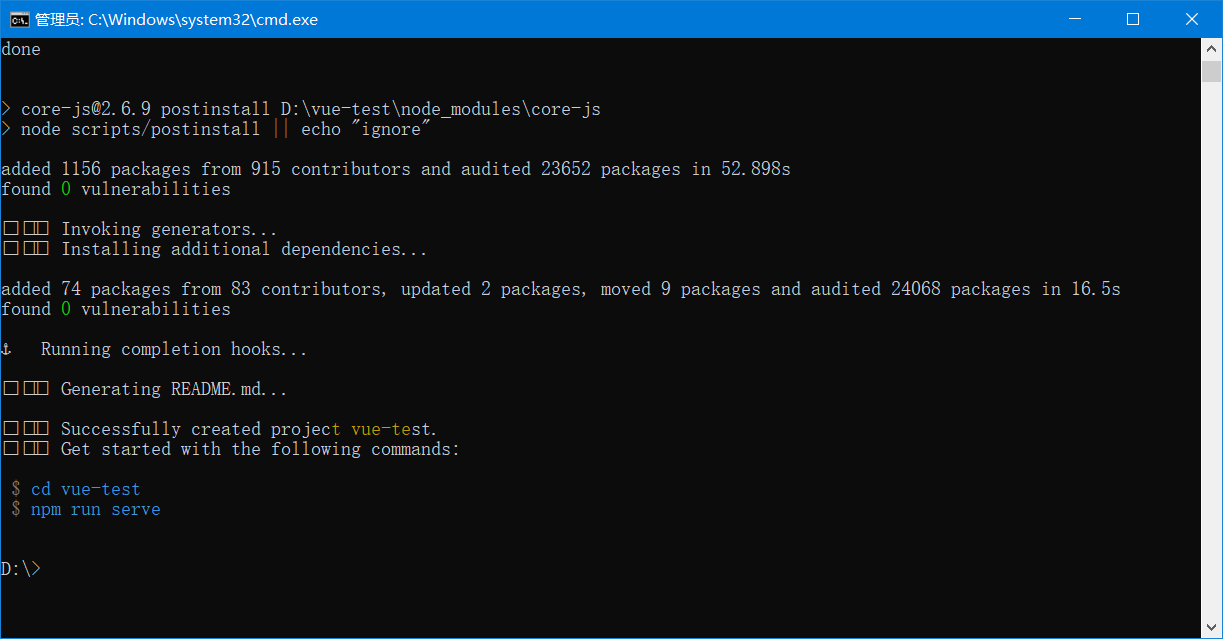 管理员: C:\Windows\system32\cmd.exe
done
> core-js@2.6.9 postinstall D:\vue-test\node_modules\core-js
> node scripts/postinstall || echo "ignore"
added 1156 packages from 915 contributors and audited 23652 packages in 52.898s
found 0 vulnerabilities
Invoking generators...
Installing additional dependencies...
added 74 packages from 83 contributors, updated 2 packages, moved 9 packages and audited 24068 packages in 16.5s
found 0 vulnerabilities
⚓ Running completion hooks...
Generating README.md...
Successfully created project vue-test.
Get started with the following commands:
$ cd vue-test
$ npm run serve
D:\>